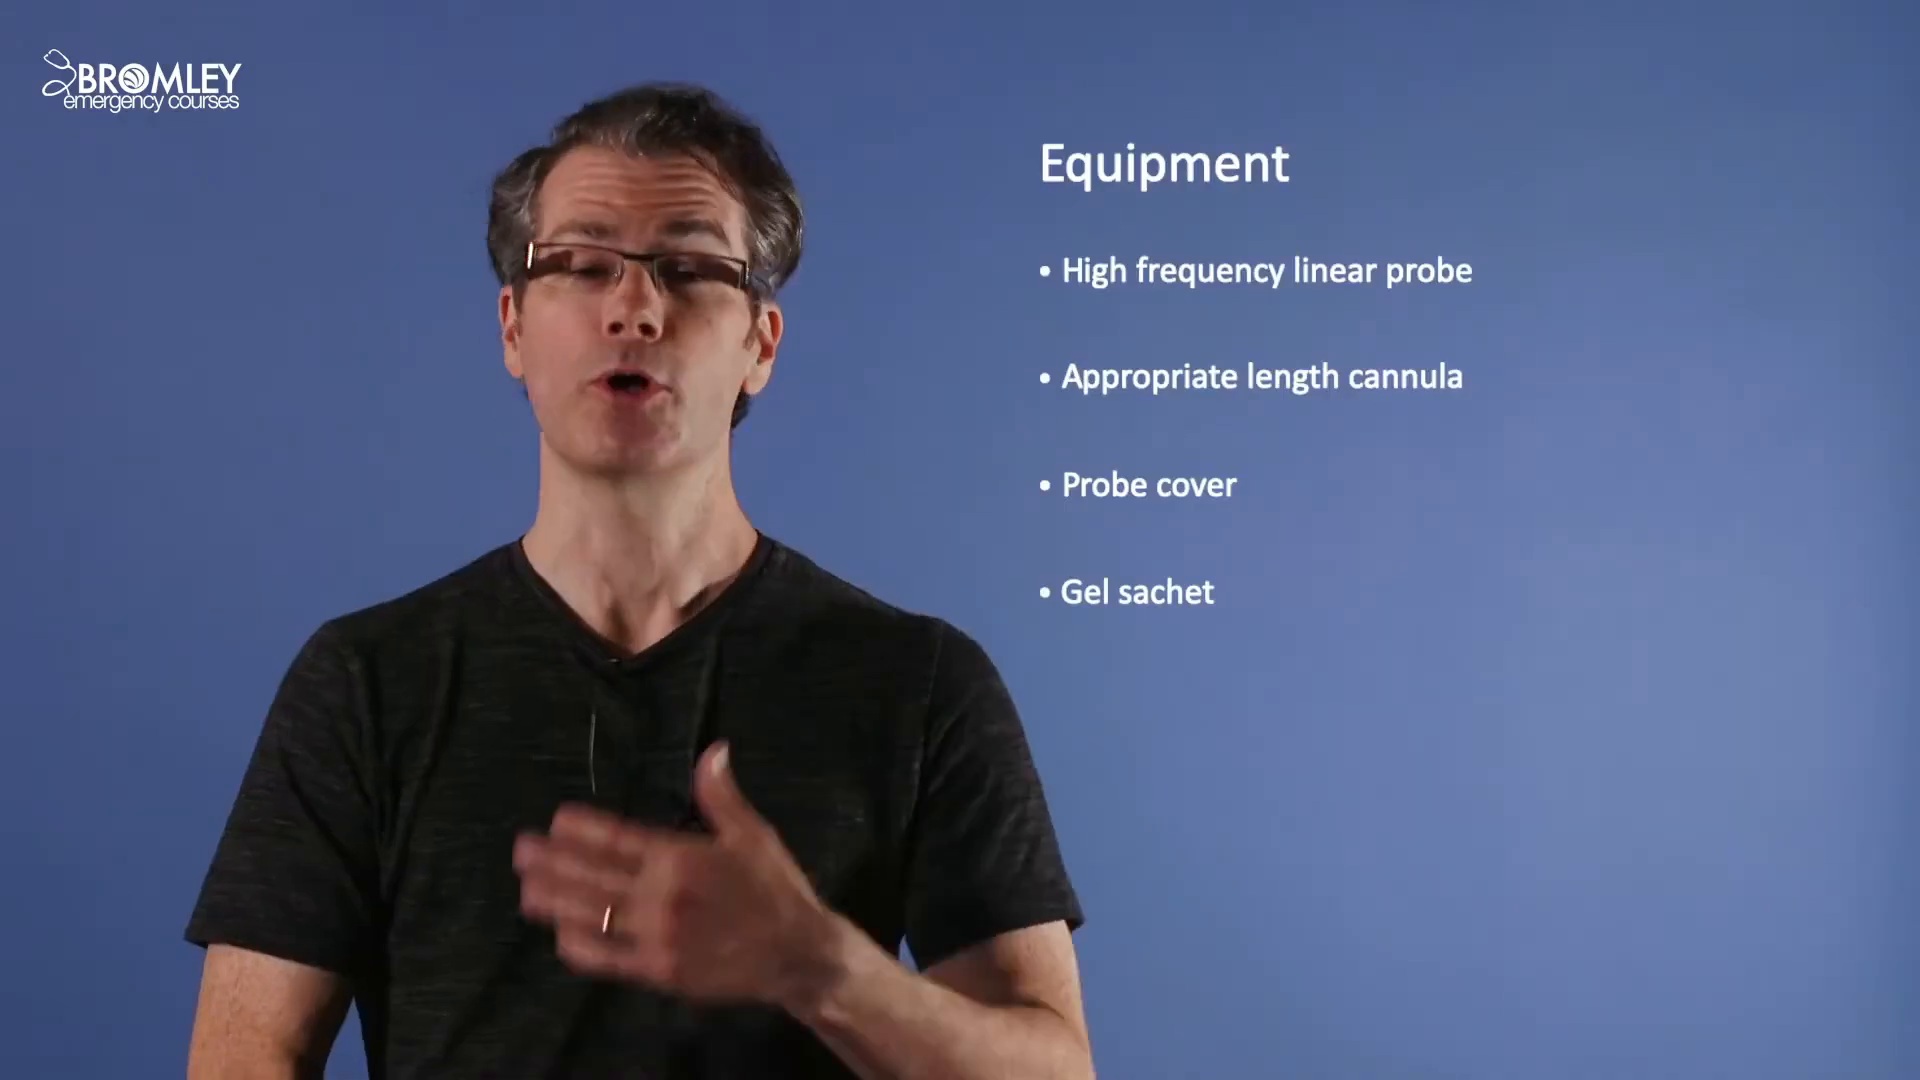 BROMLEY
emergency courses
Equipment
• High frequency linear probe
• Appropriate length cannula
• Probe cover
• Gel sachet